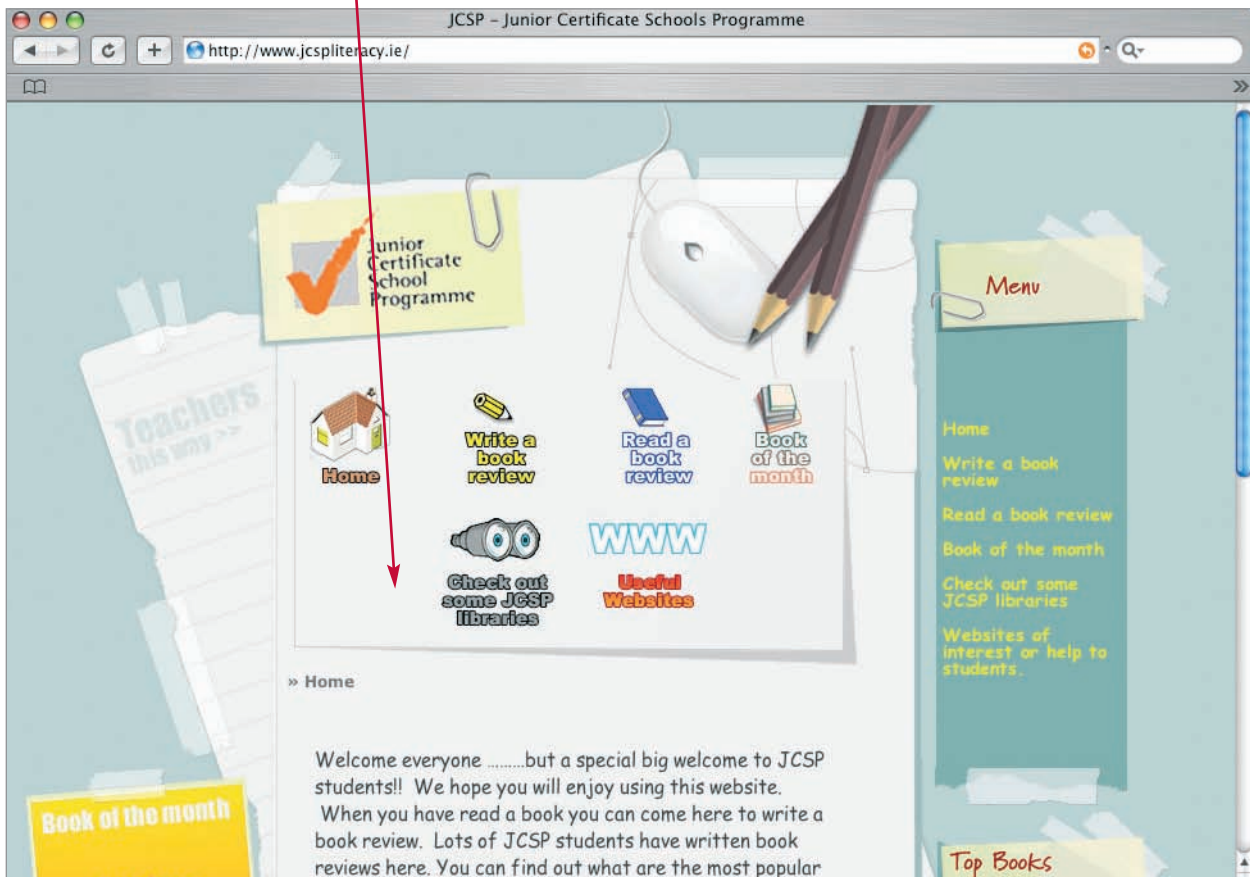 JCSP – Junior Certificate Schools Programme
http://www.jcspliteracy.ie/
Junior
Certificate
School
Programme
Menu
Teachers
this way >>
Home
Write a
book
review
Read a
book
review
Book
of the
month
Check out
some JCSP
libraries
WWW
Useful
Websites
Home
Write a book
review
Read a book review
Book of the month
Check out some
JCSP libraries
Websites of
interest or help to
students.
» Home
Welcome everyone .........but a special big welcome to JCSP
students!! We hope you will enjoy using this website.
When you have read a book you can come here to write a
book review. Lots of JCSP students have written book
reviews here. You can find out what are the most popular
Book of the month
Top Books